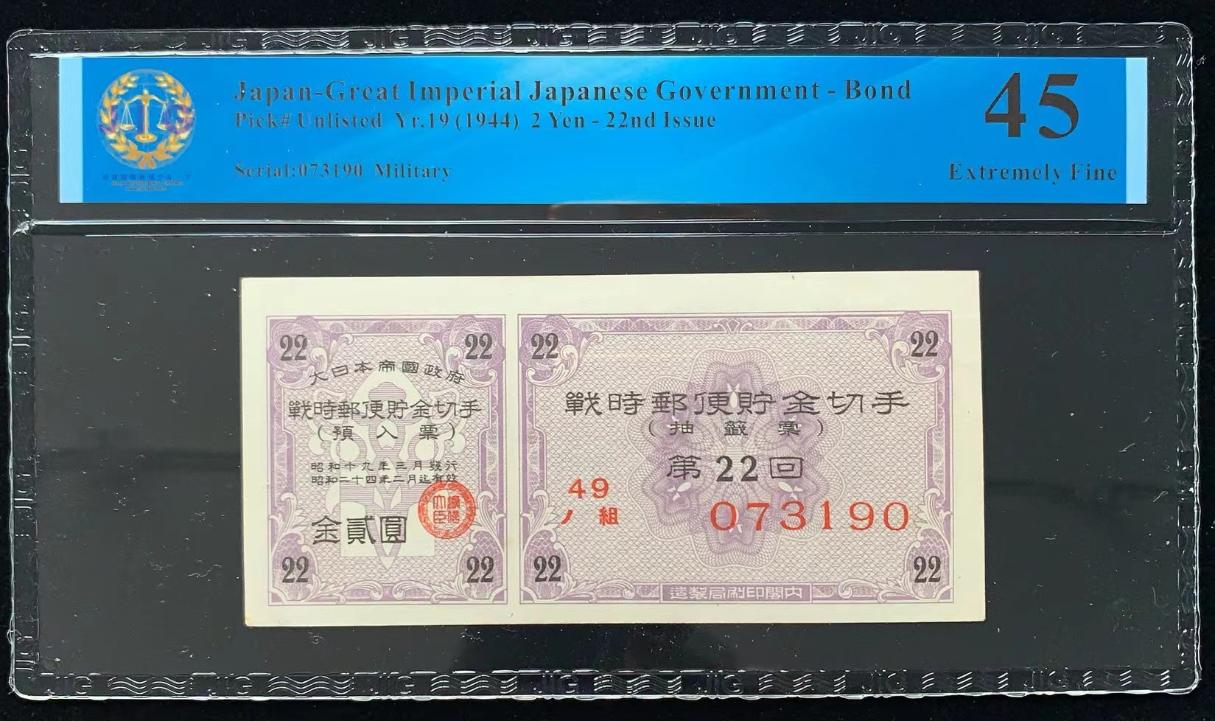 Japan-Great Imperial Japanese Government - Bond
Pick# Unlisted Yr.19 (1944) 2 Yen - 22nd Issue
Serial:073190 Military
45
Extremely Fine
22 22
大日本帝國政府
戰時郵便貯金切手
(預入票)
昭和十九年三月發行
昭和二十四年二月迄有效
金貳圓
22 22
22 22
戰時郵便貯金切手
(抽籤票)
第22回
49
ノ組
073190
22 22
造製局刷印閣内